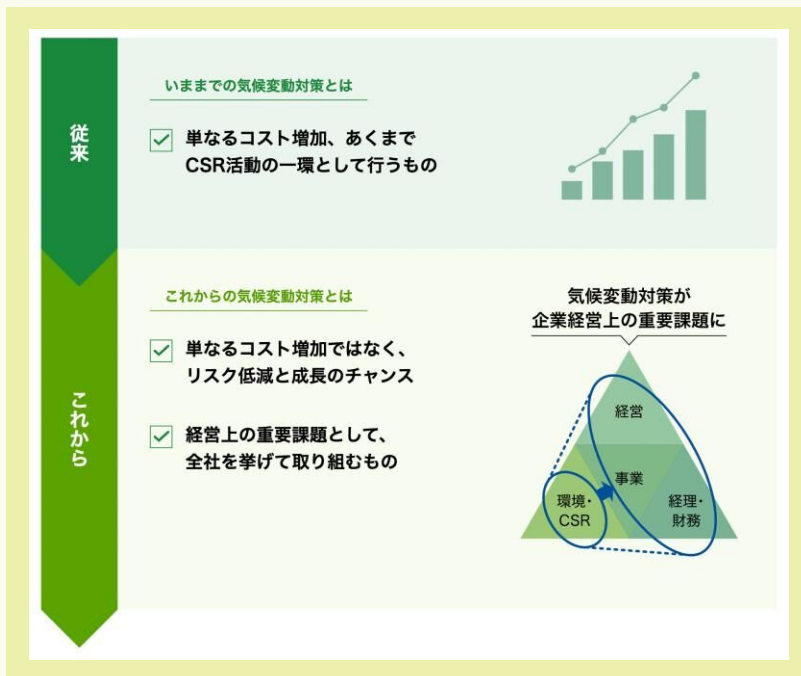 従来
いままでの気候変動対策とは
単なるコスト増加、あくまで
CSR活動の一環として行うもの
これから
これからの気候変動対策とは
単なるコスト増加ではなく、
リスク低減と成長のチャンス
経営上の重要課題として、
全社を挙げて取り組むもの
気候変動対策が
企業経営上の重要課題に
経営
事業
環境・
CSR
経理・
財務